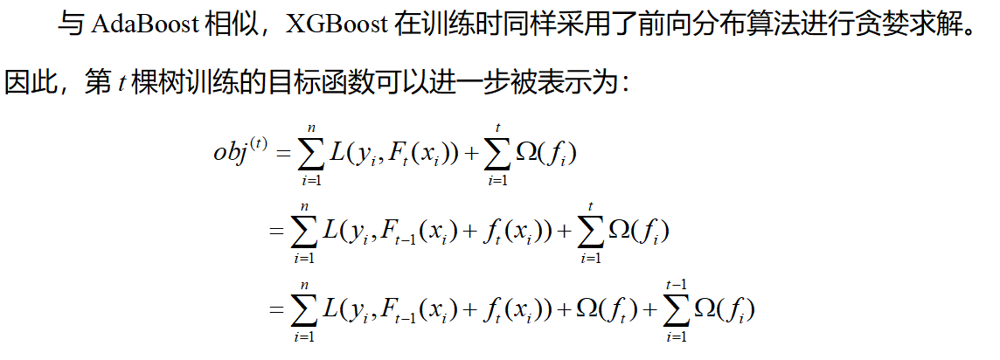 与 AdaBoost 相似，XGBoost 在训练时同样采用了前向分布算法进行贪婪求解。
因此，第 t 棵树训练的目标函数可以进一步被表示为：
obj^{(t)} = \sum_{i=1}^{n} L(y_i, F_t(x_i)) + \sum_{i=1}^{t} \Omega(f_i)
= \sum_{i=1}^{n} L(y_i, F_{t-1}(x_i) + f_t(x_i)) + \sum_{i=1}^{t} \Omega(f_i)
= \sum_{i=1}^{n} L(y_i, F_{t-1}(x_i) + f_t(x_i)) + \Omega(f_t) + \sum_{i=1}^{t-1} \Omega(f_i)